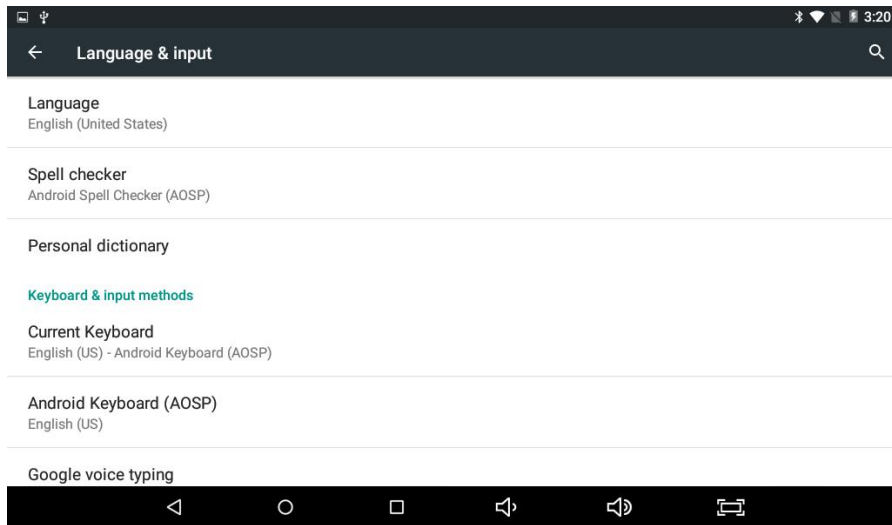 3:20
Language & input
Language
English (United States)
Spell checker
Android Spell Checker (AOSP)
Personal dictionary
Keyboard & input methods
Current Keyboard
English (US) - Android Keyboard (AOSP)
Android Keyboard (AOSP)
English (US)
Google voice typing